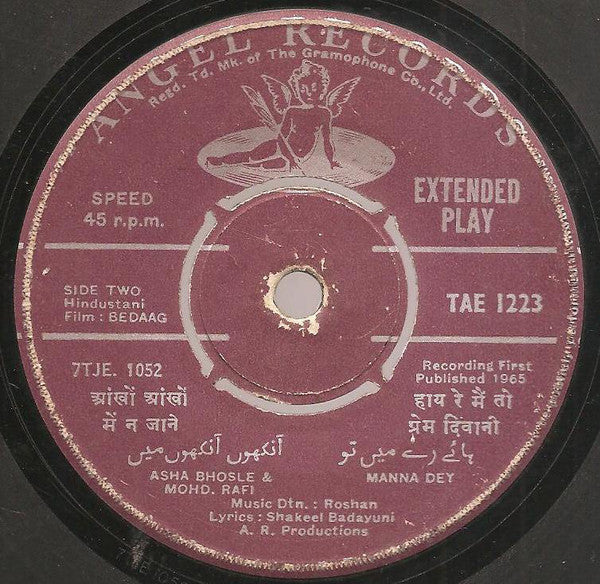 ANGEL RECORDS
Regd. Td. Mk. of The Gramophone Co., Ltd.
SPEED
45 r.p.m.
EXTENDED
PLAY
SIDE TWO
Hindustani
Film : BEDAAG
TAE 1223
7TJE. 1052
Recording First
Published 1965
आंखों आंखों
में न जाने
हाय रे मैं तो
प्रेम दिवानी
آنکھوں آنکھوں میں
ہائے رے میں تو
ASHA BHOSLE &
MOHD. RAFI
MANNA DEY
Music Dtn. : Roshan
Lyrics : Shakeel Badayuni
A. R. Productions